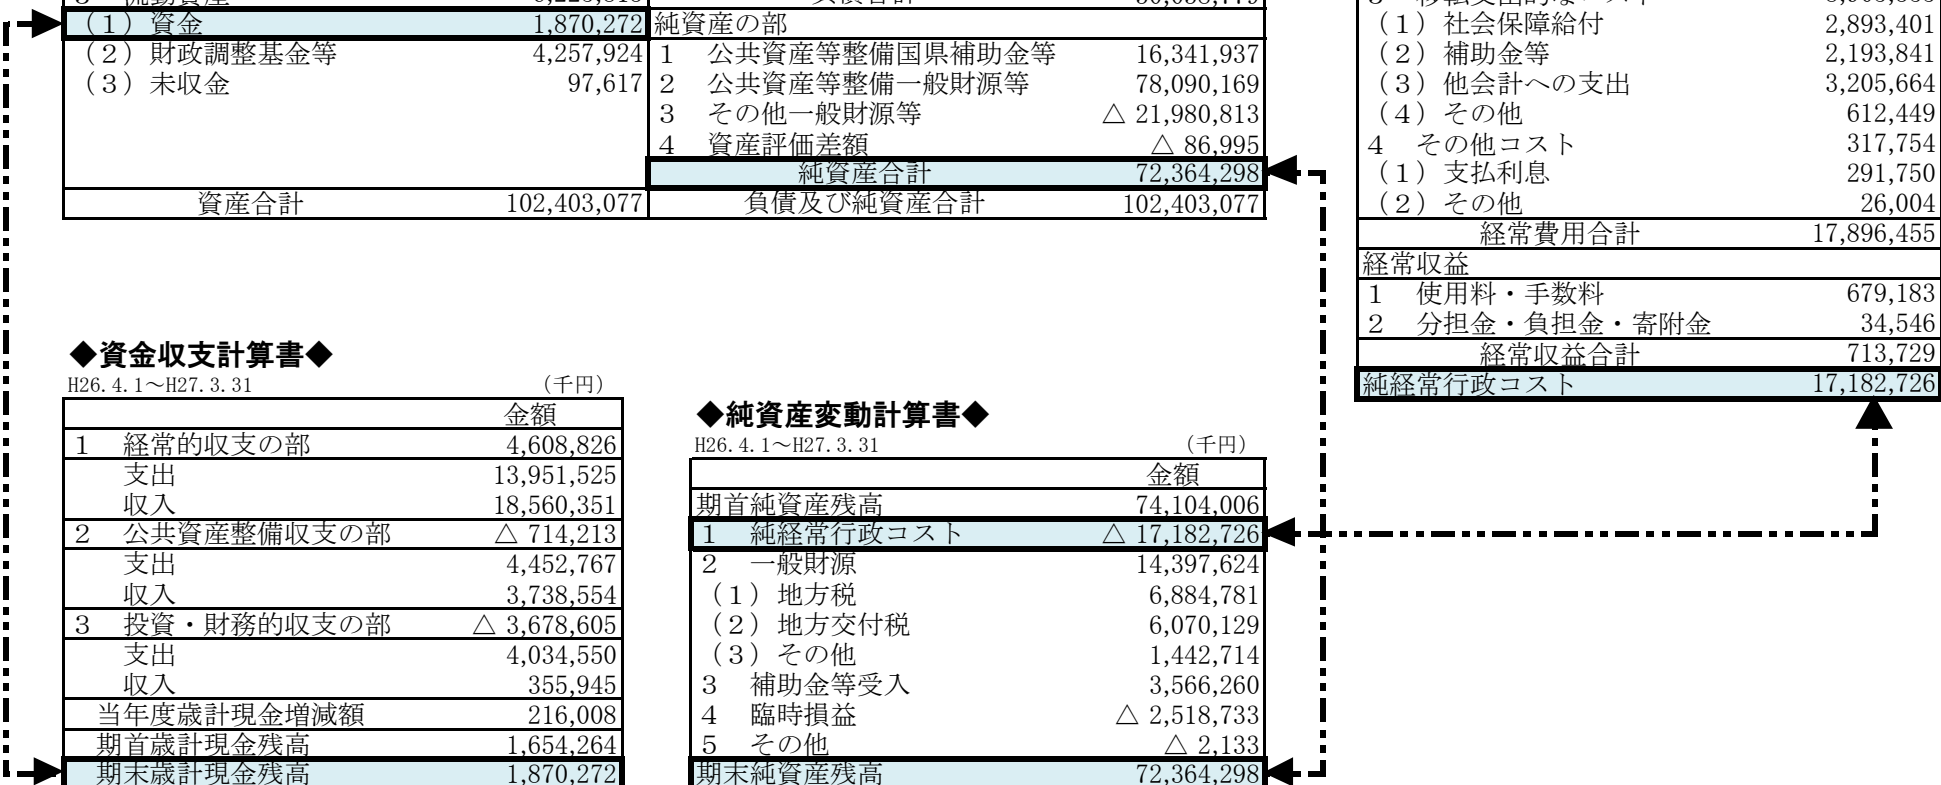 （１）資金 1,870,272
（２）財政調整基金等 4,257,924
（３）未収金 97,617
資産合計 102,403,077
純資産の部
１ 公共資産等整備国県補助金等 16,341,937
２ 公共資産等整備一般財源等 78,090,169
３ その他一般財源等 △ 21,980,813
４ 資産評価差額 △ 86,995
純資産合計 72,364,298
負債及び純資産合計 102,403,077
（１）社会保障給付 2,893,401
（２）補助金等 2,193,841
（３）他会計への支出 3,205,664
（４）その他 612,449
４ その他コスト 317,754
（１）支払利息 291,750
（２）その他 26,004
経常費用合計 17,896,455
経常収益
１ 使用料・手数料 679,183
２ 分担金・負担金・寄附金 34,546
経常収益合計 713,729
純経常行政コスト 17,182,726
◆資金収支計算書◆
H26.4.1～H27.3.31 （千円）
金額
１ 経常的収支の部 4,608,826
支出 13,951,525
収入 18,560,351
２ 公共資産整備収支の部 △ 714,213
支出 4,452,767
収入 3,738,554
３ 投資・財務的収支の部 △ 3,678,605
支出 4,034,550
収入 355,945
当年度歳計現金増減額 216,008
期首歳計現金残高 1,654,264
期末歳計現金残高 1,870,272
◆純資産変動計算書◆
H26.4.1～H27.3.31 （千円）
金額
期首純資産残高 74,104,006
１ 純経常行政コスト △ 17,182,726
２ 一般財源 14,397,624
（１）地方税 6,884,781
（２）地方交付税 6,070,129
（３）その他 1,442,714
３ 補助金等受入 3,566,260
４ 臨時損益 △ 2,518,733
５ その他 △ 2,133
期末純資産残高 72,364,298